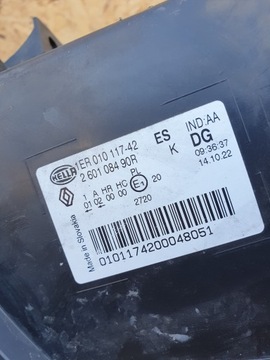 HELLA
1ER 010 117-42
2 601 084 90R
ES
K
IND:AA
DG
09:36:37
14.10.22
1 A HR HC PL
01 02 00 00
E1
20
2720
0101174200048051
Made in Slovakia